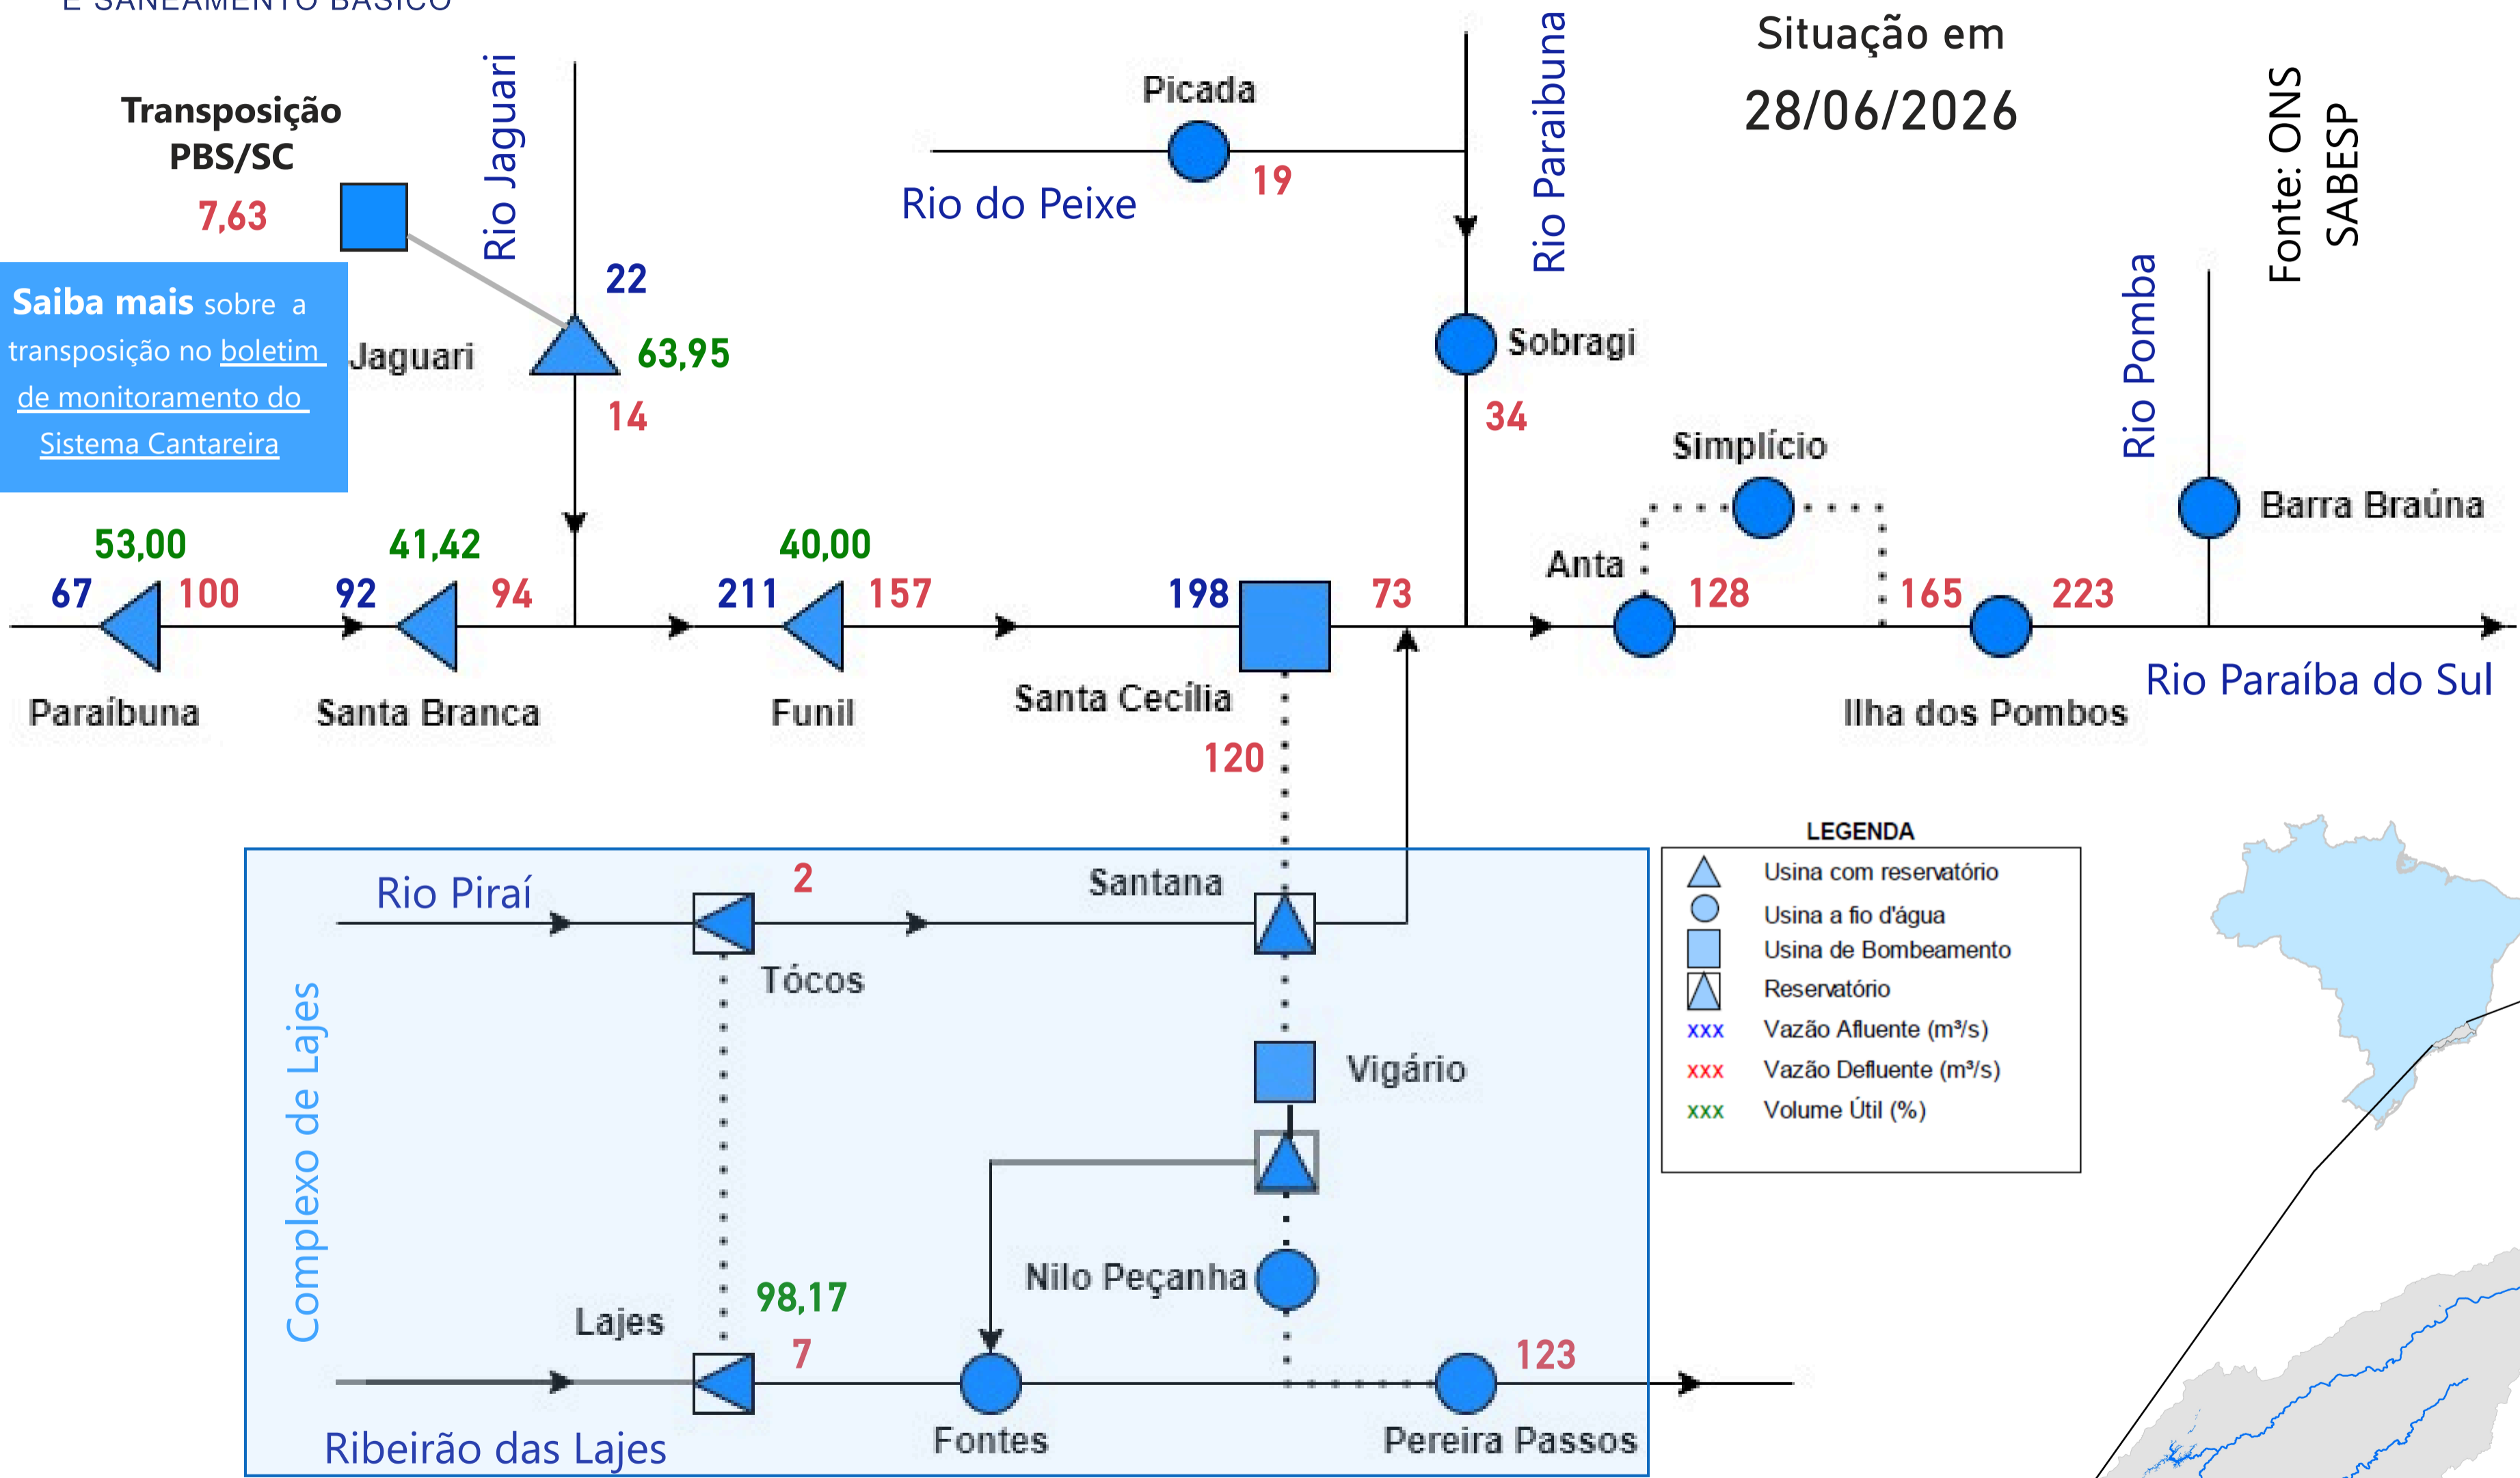 E SANEAMENTO BÁSICO
Situação em
28/06/2026
Fonte: ONS
SABESP
Transposição
PBS/SC
7,63
Rio Jaguari
Saiba mais sobre a
transposição no boletim
de monitoramento do
Sistema Cantareira
22
Jaguari
63,95
14
Picada
19
Rio do Peixe
Rio Paraibuna
Sobragi
34
Simplício
Rio Pomba
Barra Braúna
Anta
53,00
67
100
Paraíbuna
41,42
92
94
Santa Branca
40,00
211
157
Funil
198
73
Santa Cecília
120
128
165
223
Ilha dos Pombos
Rio Paraíba do Sul
Complexo de Lajes
Rio Piraí
2
Tócos
Santana
Vigário
Nilo Peçanha
Lajes
98,17
7
Fontes
123
Pereira Passos
Ribeirão das Lajes
LEGENDA
Usina com reservatório
Usina a fio d'água
Usina de Bombeamento
Reservatório
xxx Vazão Afluente (m³/s)
xxx Vazão Defluente (m³/s)
xxx Volume Útil (%)